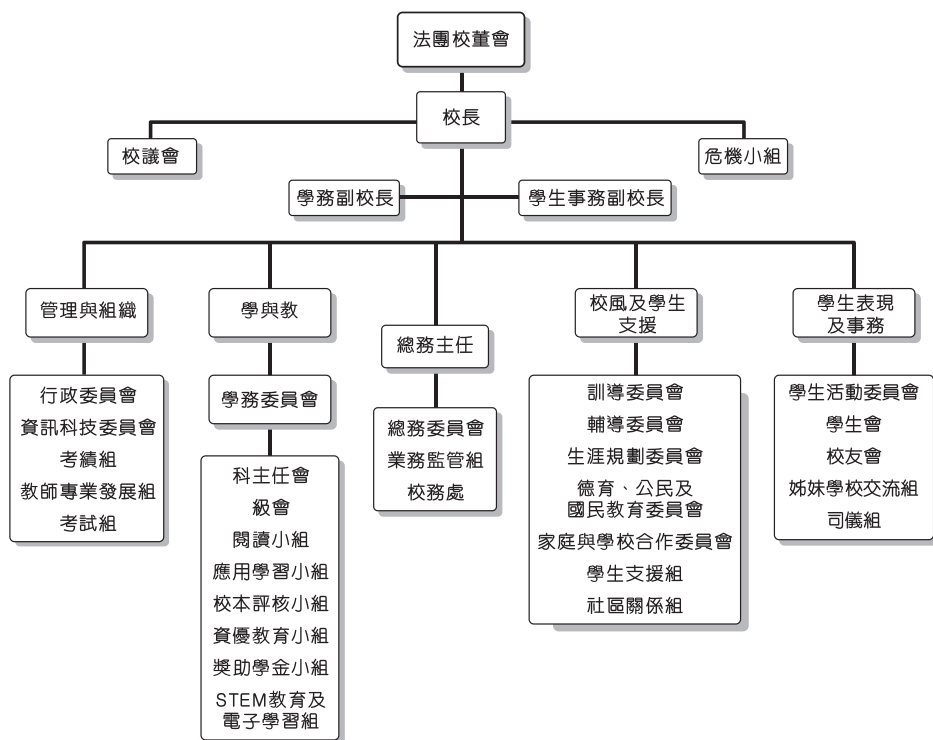 法團校董會
校長
校議會
危機小組
學務副校長
學生事務副校長
管理與組織
行政委員會
資訊科技委員會
考績組
教師專業發展組
考試組
學與教
學務委員會
科主任會
級會
閱讀小組
應用學習小組
校本評核小組
資優教育小組
獎助學金小組
STEM教育及
電子學習組
總務主任
總務委員會
業務監管組
校務處
校風及學生
支援
訓導委員會
輔導委員會
生涯規劃委員會
德育、公民及
國民教育委員會
家庭與學校合作委員會
學生支援組
社區關係組
學生表現
及事務
學生活動委員會
學生會
校友會
姊妹學校交流組
司儀組